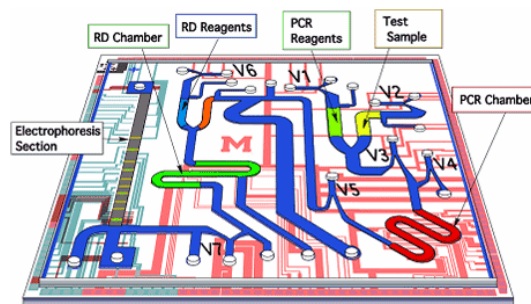 RD Chamber
RD Reagents
PCR
Reagents
Test
Sample
PCR Chamber
Electrophoresis
Section
V6
V1
V2
V3
V4
V5
V7
M